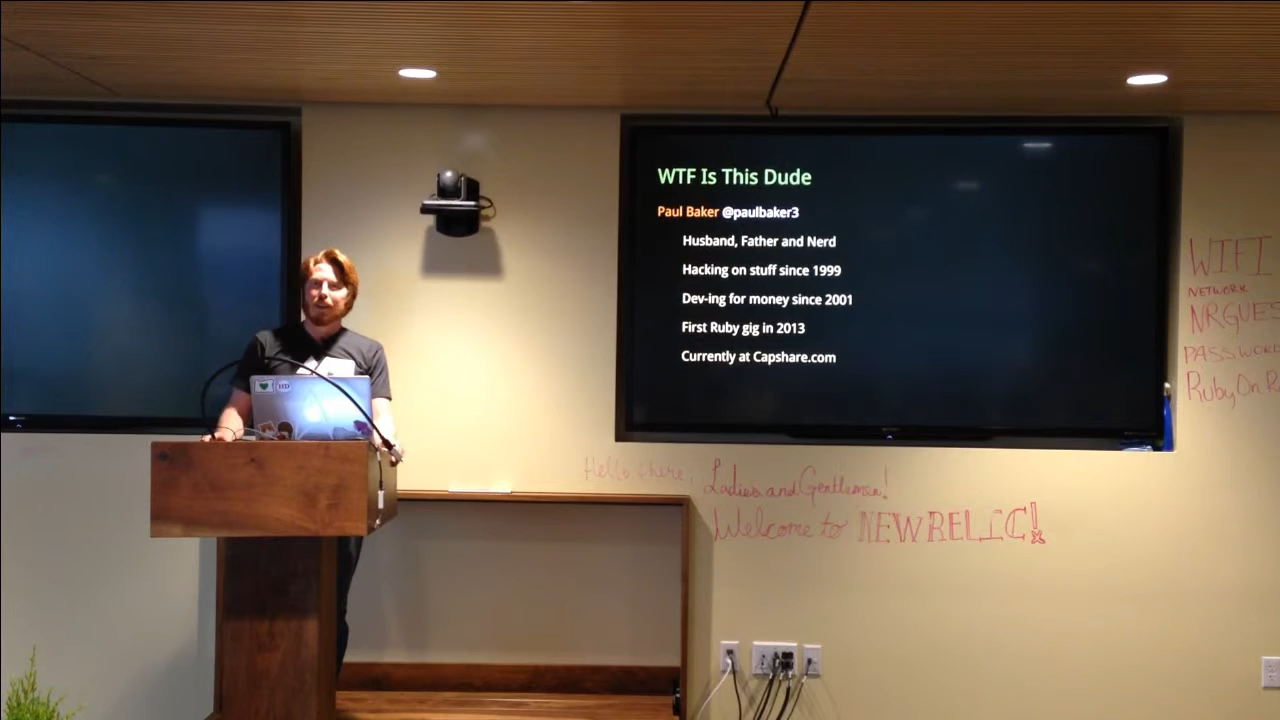 WTF Is This Dude
Paul Baker @paulbaker3
Husband, Father and Nerd
Hacking on stuff since 1999
Dev-ing for money since 2001
First Ruby gig in 2013
Currently at Capshare.com
WIFI
NETWORK
NRGUES
PASSWORD
RubyOnR
Hello there, Ladies and Gentlemen!
Welcome to NEWRELIC!